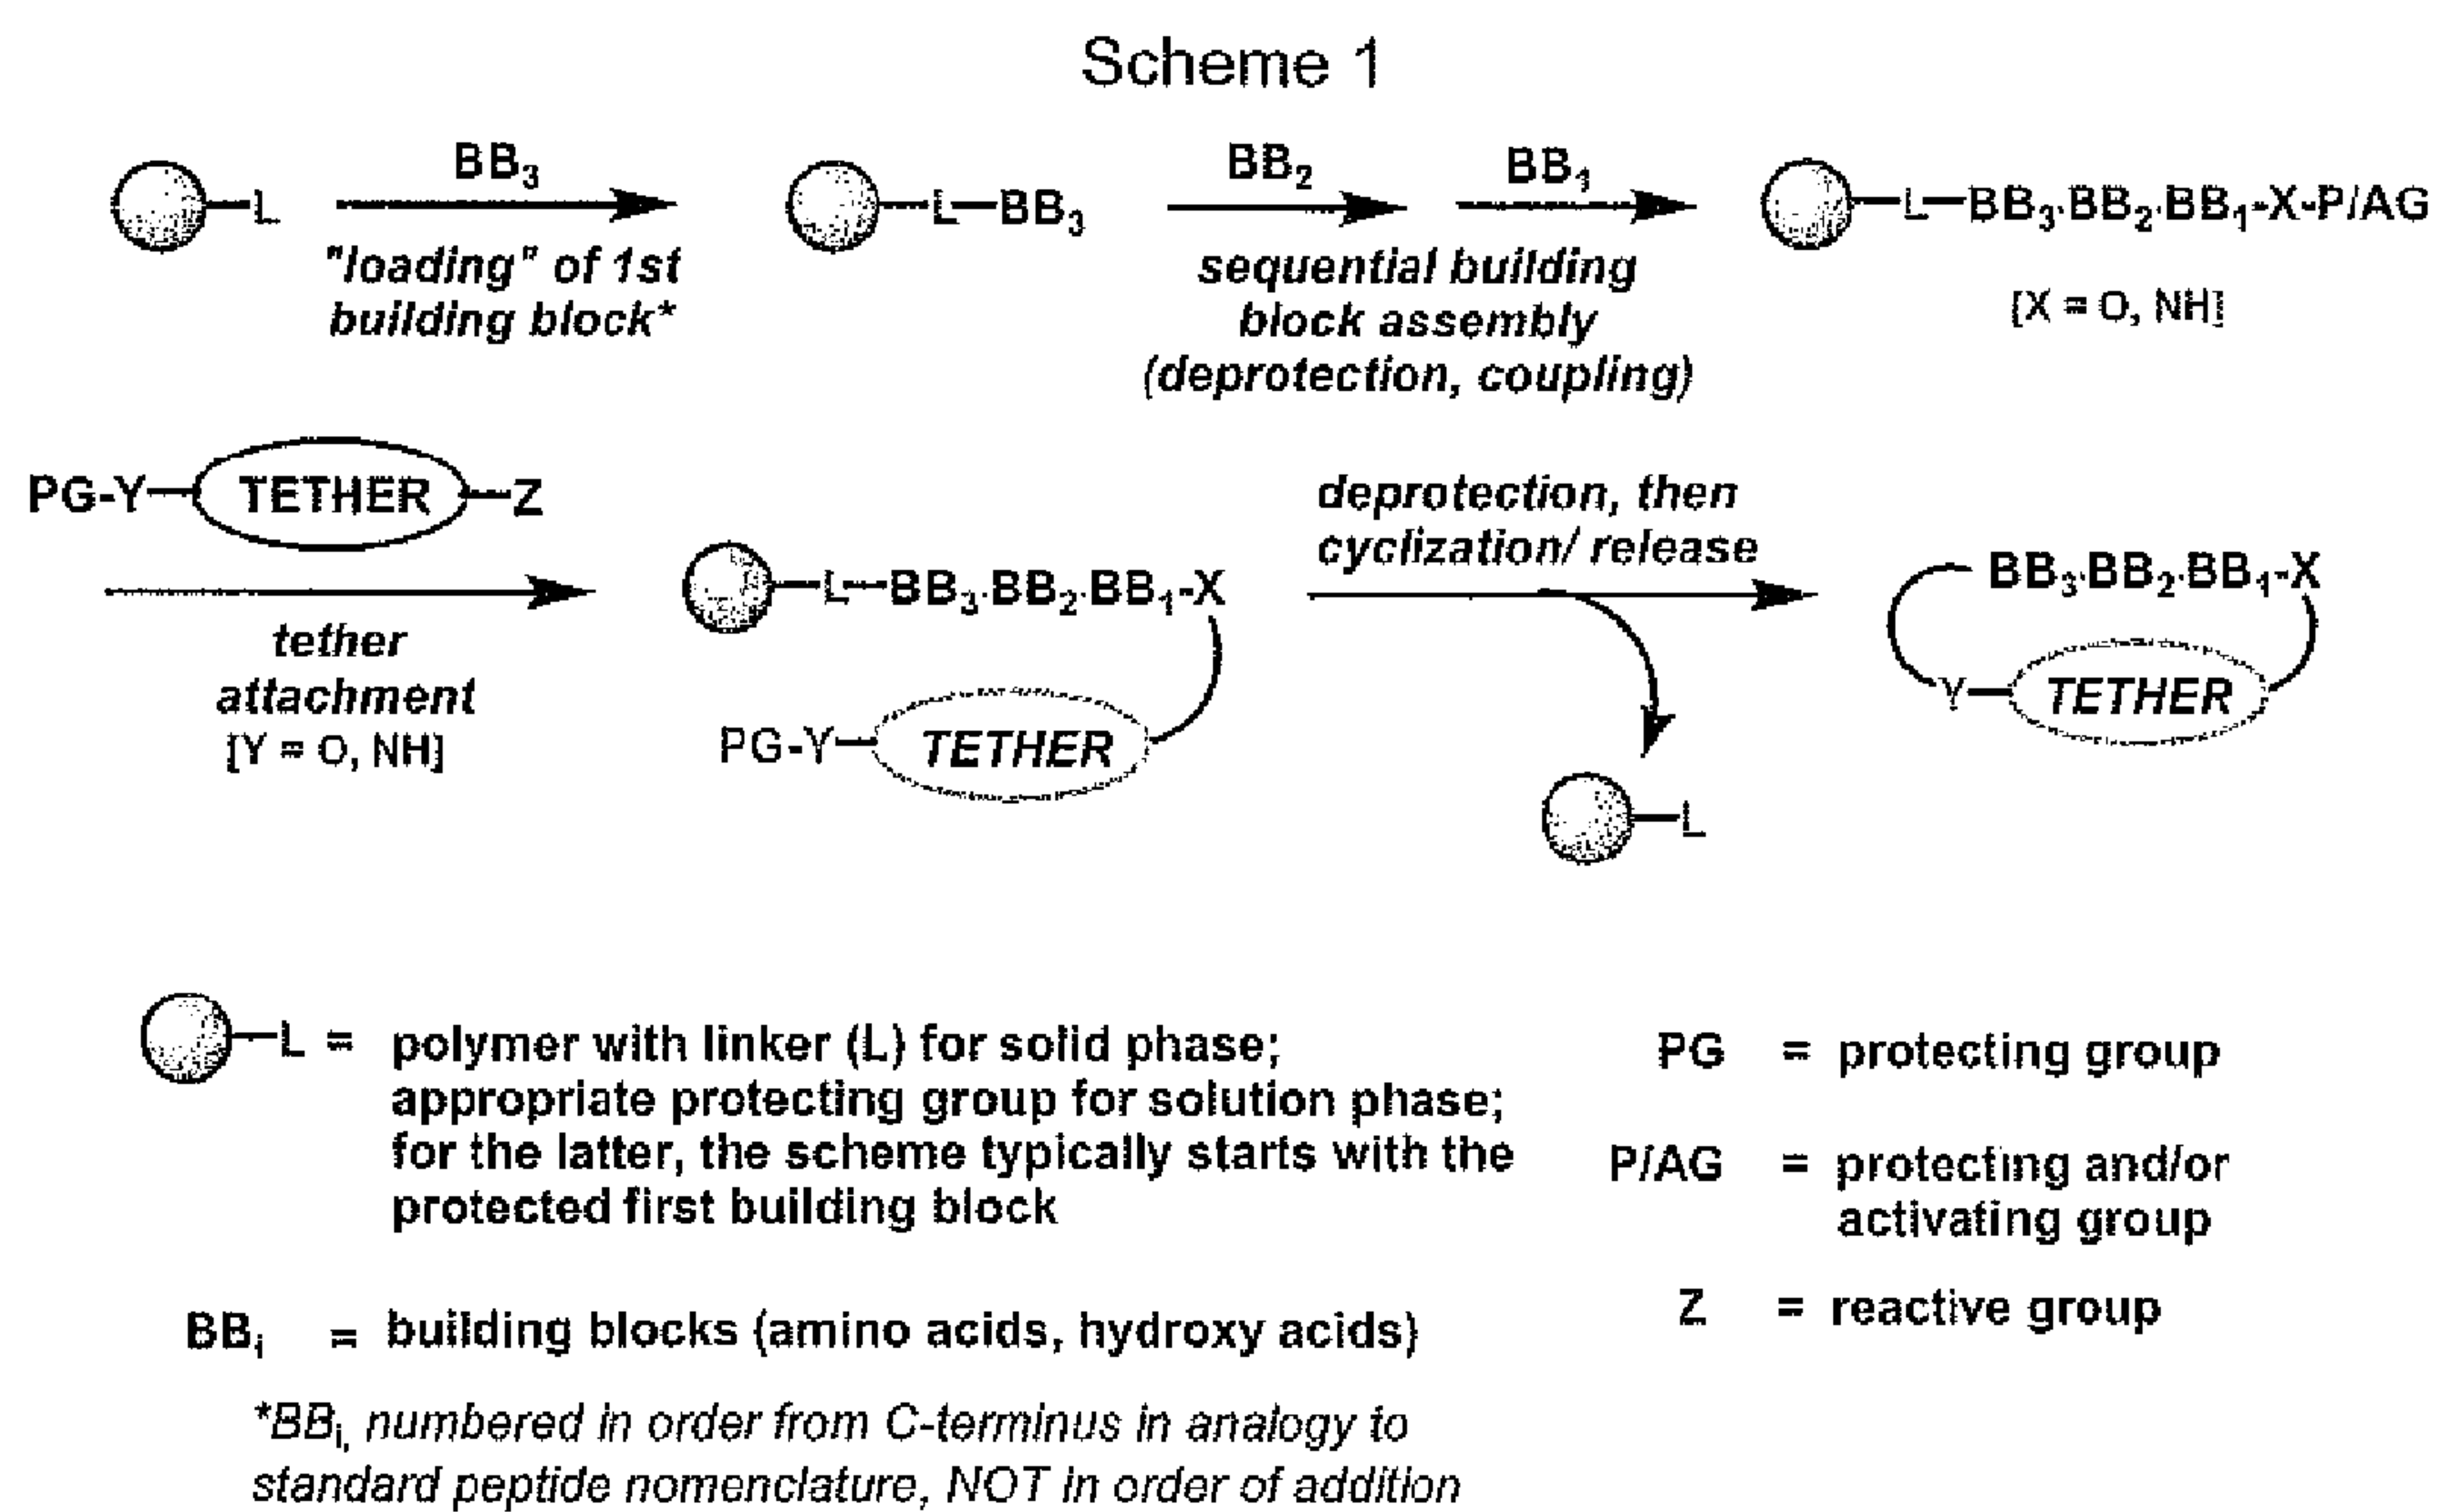 Scheme 1
L
BB₃
"loading" of 1st
building block*
L—BB₃
BB₂
BB₁
sequential building
block assembly
(deprotection, coupling)
L—BB₃·BB₂·BB₁-X-P/AG
[X = O, NH]
PG-Y—TETHER—Z
tether
attachment
[Y = O, NH]
L—BB₃·BB₂·BB₁-X
PG-Y—TETHER
deprotection, then
cyclization/ release
L
BB₃·BB₂·BB₁-X
Y—TETHER
L = polymer with linker (L) for solid phase;
appropriate protecting group for solution phase;
for the latter, the scheme typically starts with the
protected first building block
PG = protecting group
P/AG = protecting and/or
activating group
Z = reactive group
BBᵢ = building blocks (amino acids, hydroxy acids)
*BBᵢ, numbered in order from C-terminus in analogy to
standard peptide nomenclature, NOT in order of addition